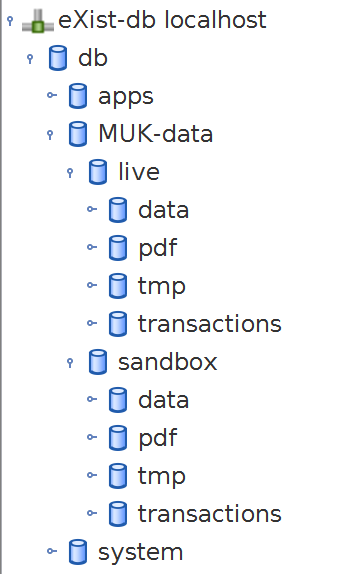 eXist-db localhost
db
apps
MUK-data
live
data
pdf
tmp
transactions
sandbox
data
pdf
tmp
transactions
system